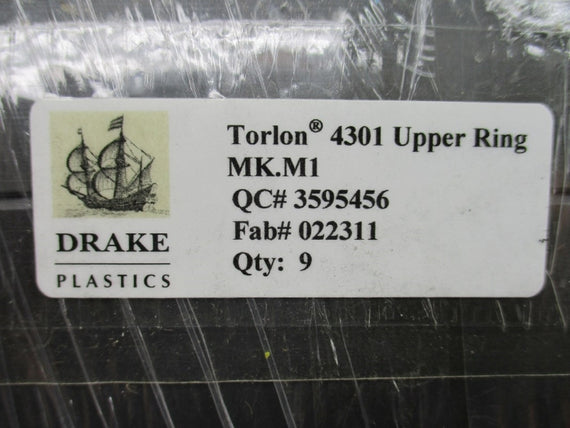 Torlon® 4301 Upper Ring
MK.M1
QC# 3595456
Fab# 022311
Qty: 9
DRAKE
PLASTICS